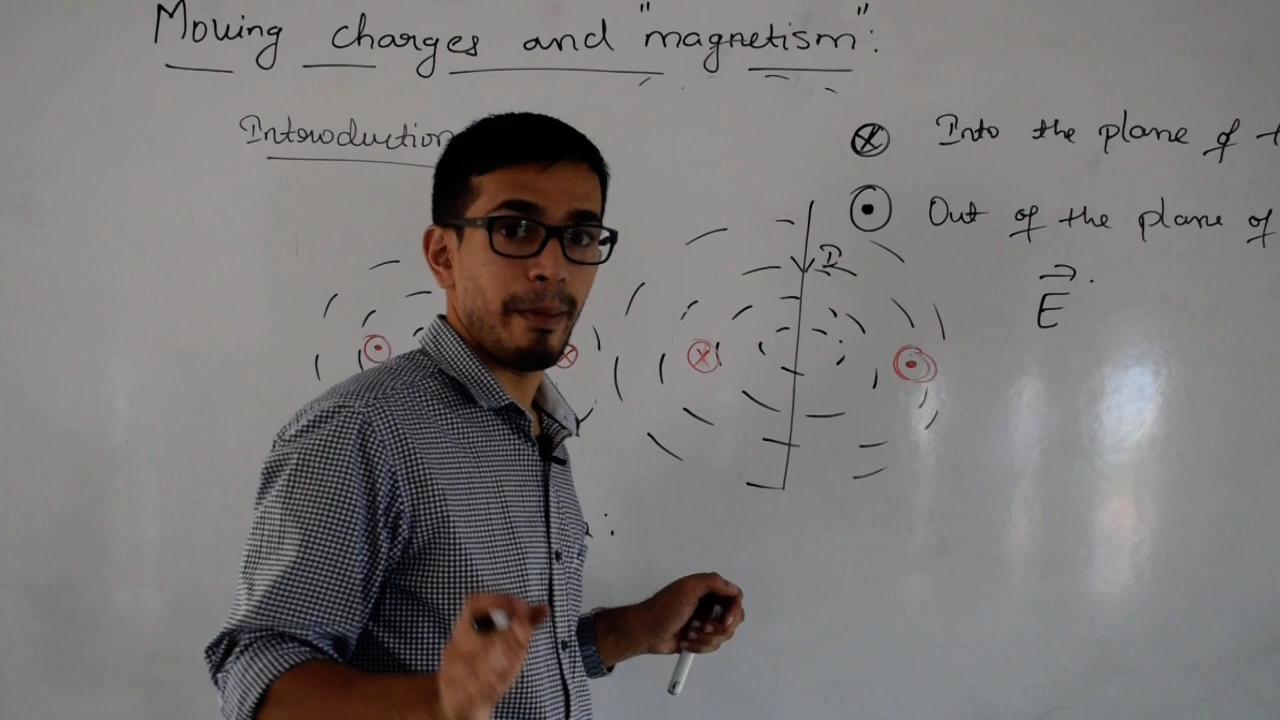 Moving charges and "magnetism":
Introduction
ⓧ Into the plane of
⊙ Out of the plane of
I
E